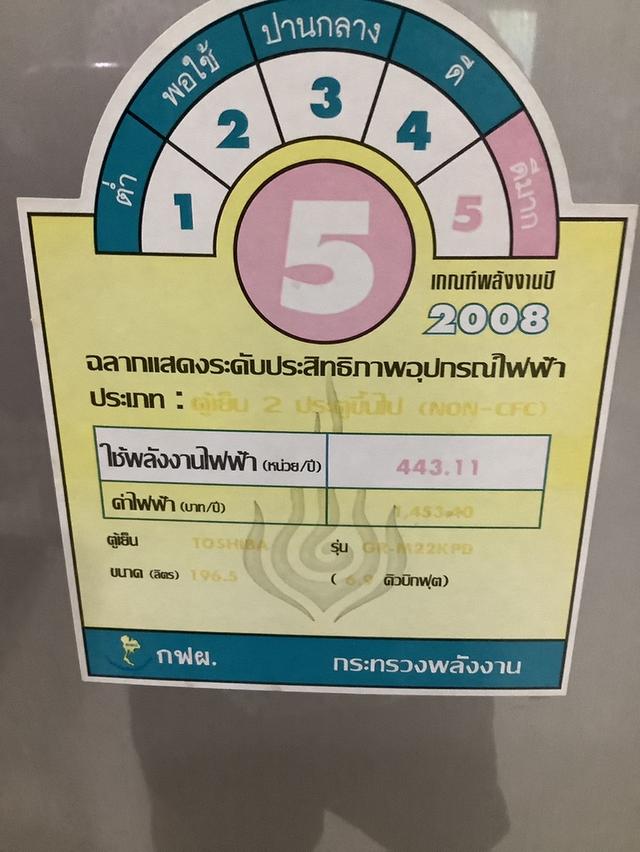 ต่ำ
พอใช้
ปานกลาง
ดี
ดีมาก
1
2
3
4
5
5
เกณฑ์พลังงานปี
2008
ฉลากแสดงระดับประสิทธิภาพอุปกรณ์ไฟฟ้า
ประเภท : ตู้เย็น 2 ประตูขึ้นไป (NON-CFC)
ใช้พลังงานไฟฟ้า (หน่วย/ปี) 443.11
ค่าไฟฟ้า (บาท/ปี) 1,453.40
ตู้เย็น TOSHIBA รุ่น GR-M22KPD
ขนาด (ลิตร) 196.5 ( 6.9 คิวบิกฟุต)
กฟผ. กระทรวงพลังงาน